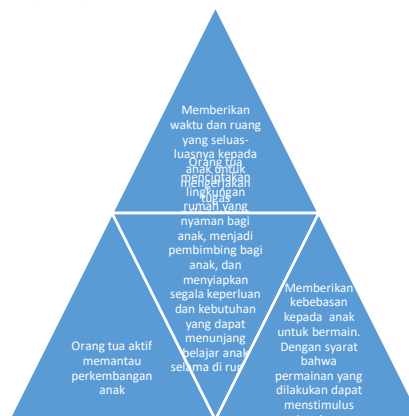 Memberikan
waktu dan ruang
yang seluas-
luasnya kepada
anak untuk
mengerjakan
tugas
Orang tua
menciptakan
lingkungan
rumah yang
nyaman bagi
anak, menjadi
pembimbing bagi
anak, dan
menyiapkan
segala keperluan
dan kebutuhan
yang dapat
menunjang
belajar anak
selama di
Orang tua aktif
memantau
perkembangan
anak
Memberikan
kebebasan
kepada anak
untuk bermain.
Dengan syarat
bahwa
permainan yang
dilakukan dapat
menstimulus